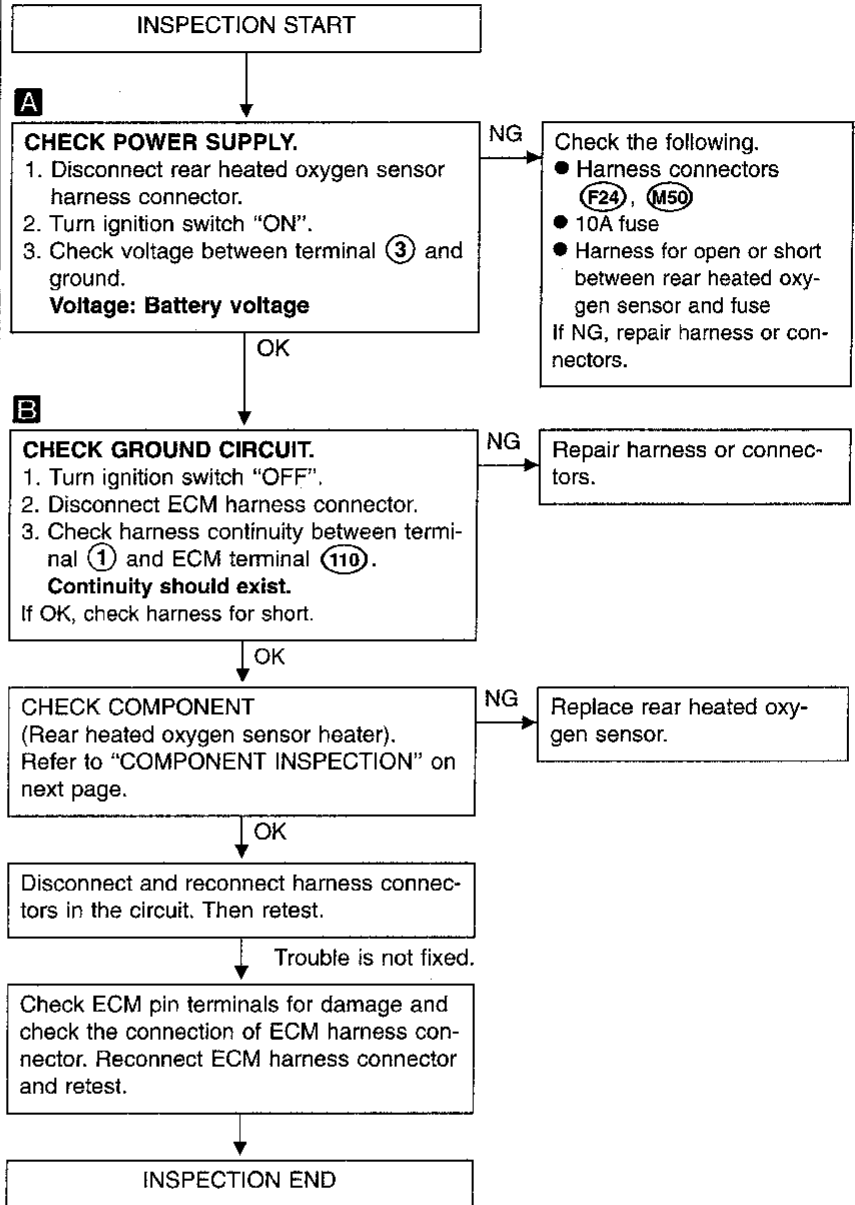 INSPECTION START
A
CHECK POWER SUPPLY.
1. Disconnect rear heated oxygen sensor
harness connector.
2. Turn ignition switch “ON”.
3. Check voltage between terminal ③ and
ground.
Voltage: Battery voltage
NG
Check the following.
● Harness connectors
F24, M50
● 10A fuse
● Harness for open or short
between rear heated oxy-
gen sensor and fuse
If NG, repair harness or con-
nectors.
OK
B
CHECK GROUND CIRCUIT.
1. Turn ignition switch “OFF”.
2. Disconnect ECM harness connector.
3. Check harness continuity between termi-
nal ① and ECM terminal 110.
Continuity should exist.
If OK, check harness for short.
NG
Repair harness or connec-
tors.
OK
CHECK COMPONENT
(Rear heated oxygen sensor heater).
Refer to “COMPONENT INSPECTION” on
next page.
NG
Replace rear heated oxy-
gen sensor.
OK
Disconnect and reconnect harness connec-
tors in the circuit. Then retest.
Trouble is not fixed.
Check ECM pin terminals for damage and
check the connection of ECM harness con-
nector. Reconnect ECM harness connector
and retest.
INSPECTION END